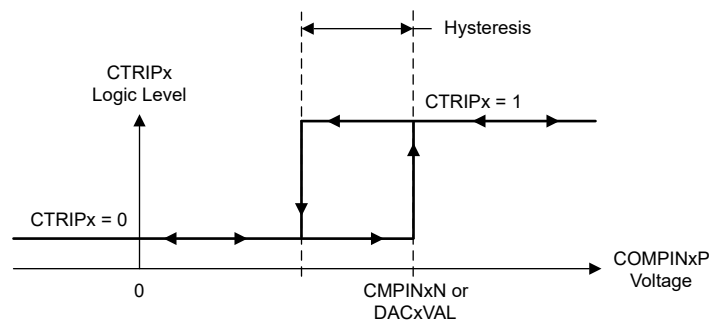 Hysteresis
CTRIPx
Logic Level
CTRIPx = 1
CTRIPx = 0
COMPINxP
Voltage
0
CMPINxN or
DACxVAL